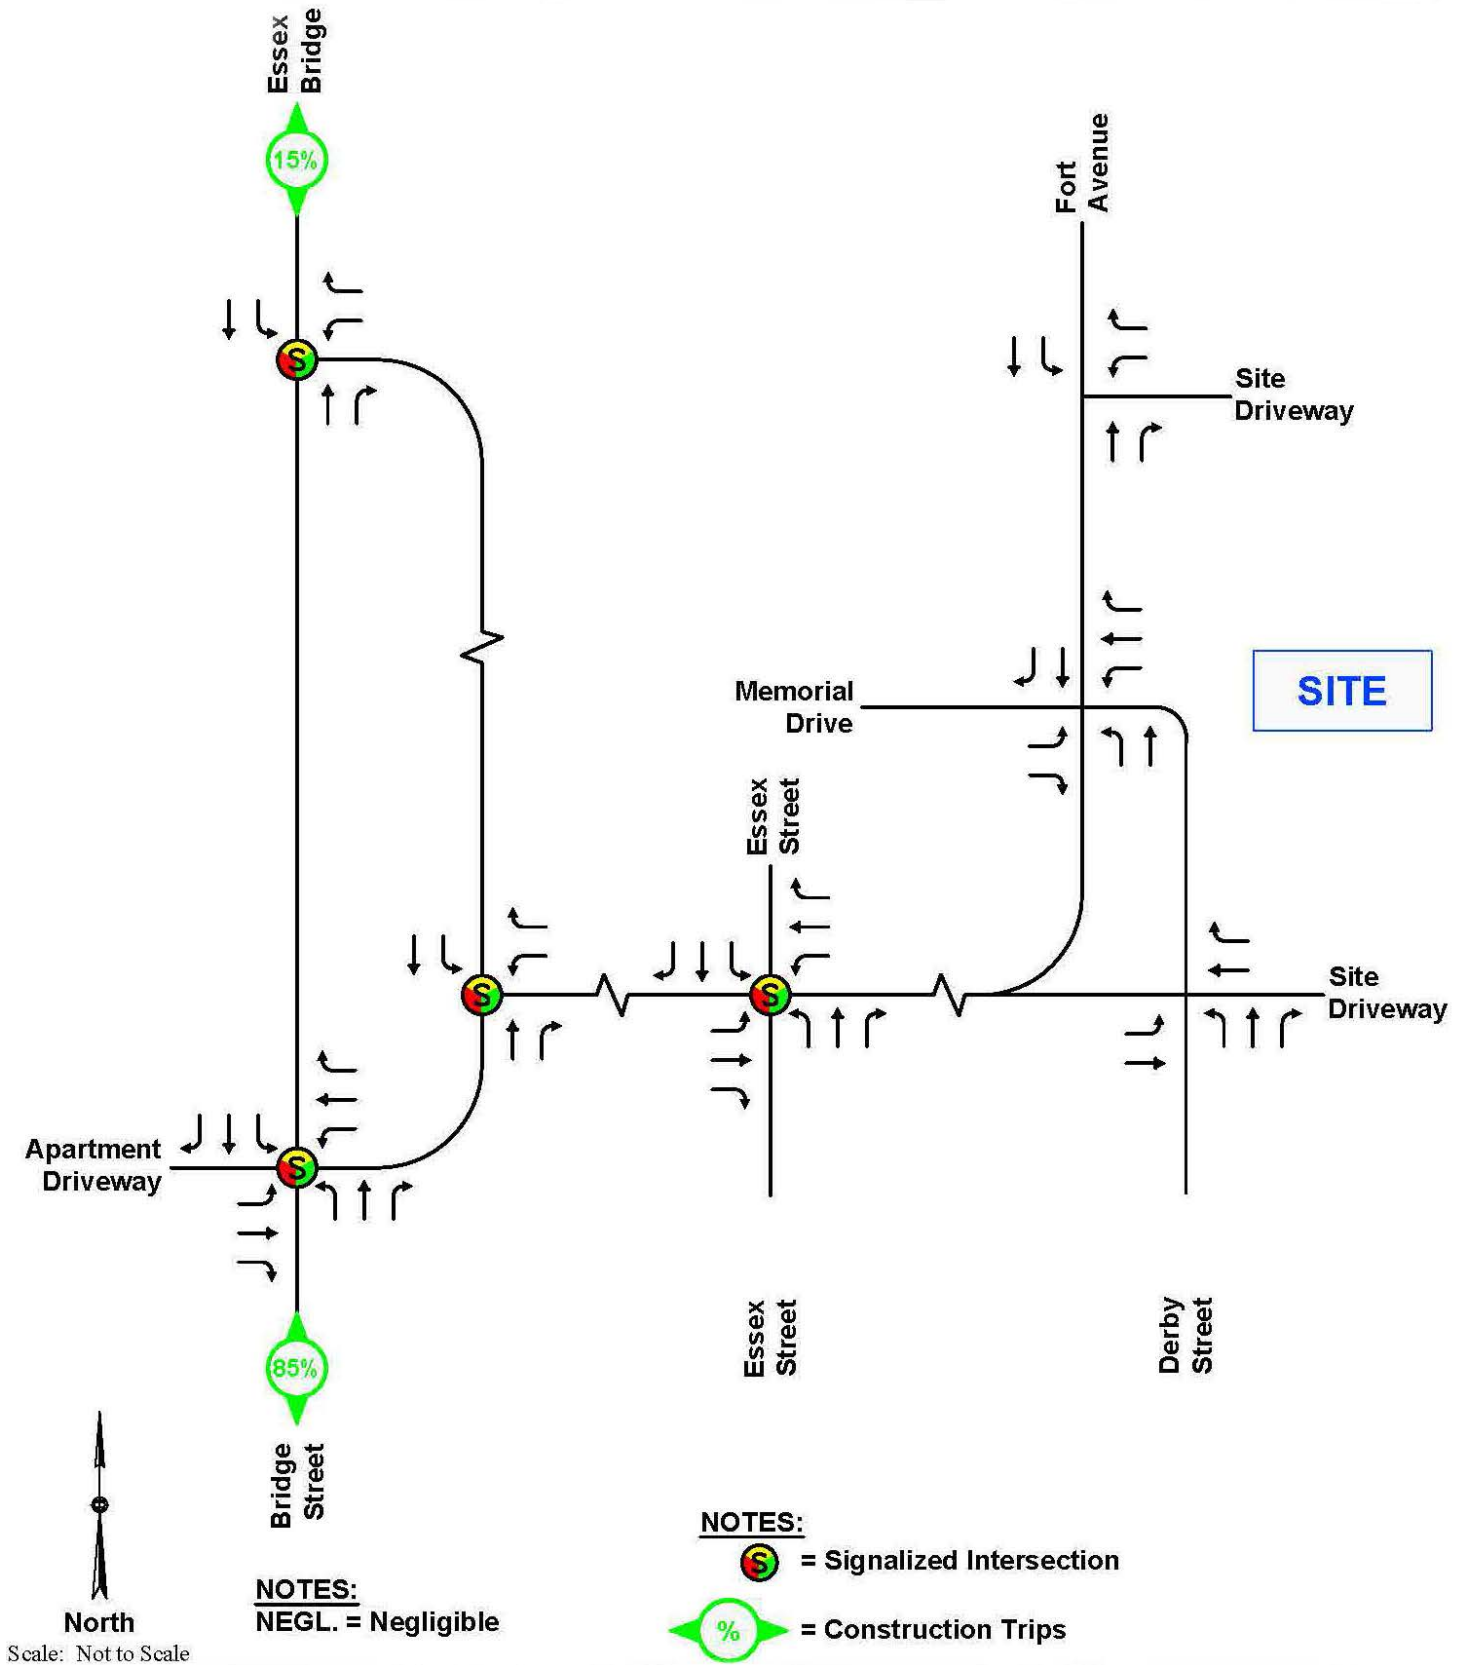 Essex
Bridge
15%
Fort
Avenue
S
Site
Driveway
Memorial
Drive
SITE
Essex
Street
S
S
Site
Driveway
Apartment
Driveway
S
85%
Essex
Street
Derby
Street
Bridge
Street
North
Scale: Not to Scale
NOTES:
NEGL. = Negligible
NOTES:
S = Signalized Intersection
% = Construction Trips